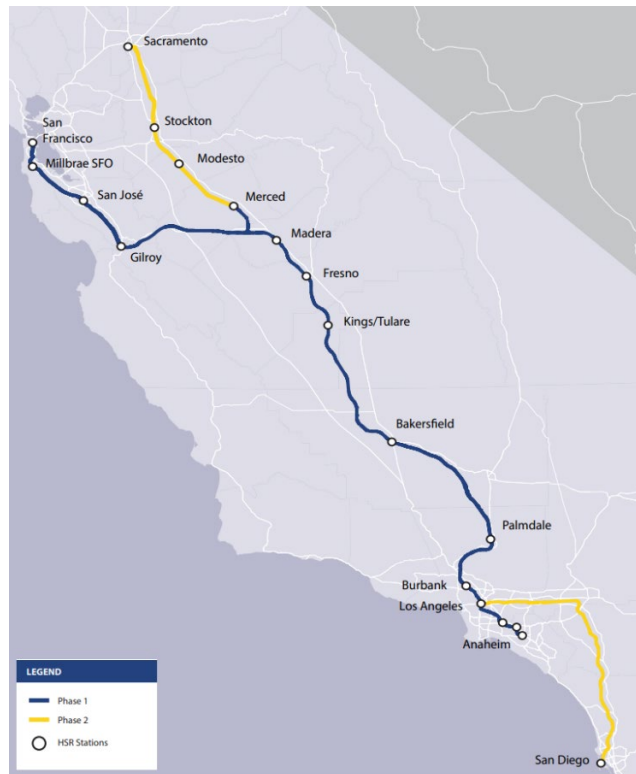 Sacramento
Stockton
San
Francisco
Modesto
Millbrae SFO
Merced
San José
Madera
Gilroy
Fresno
Kings/Tulare
Bakersfield
Palmdale
Burbank
Los Angeles
Anaheim
San Diego
LEGEND
Phase 1
Phase 2
HSR Stations